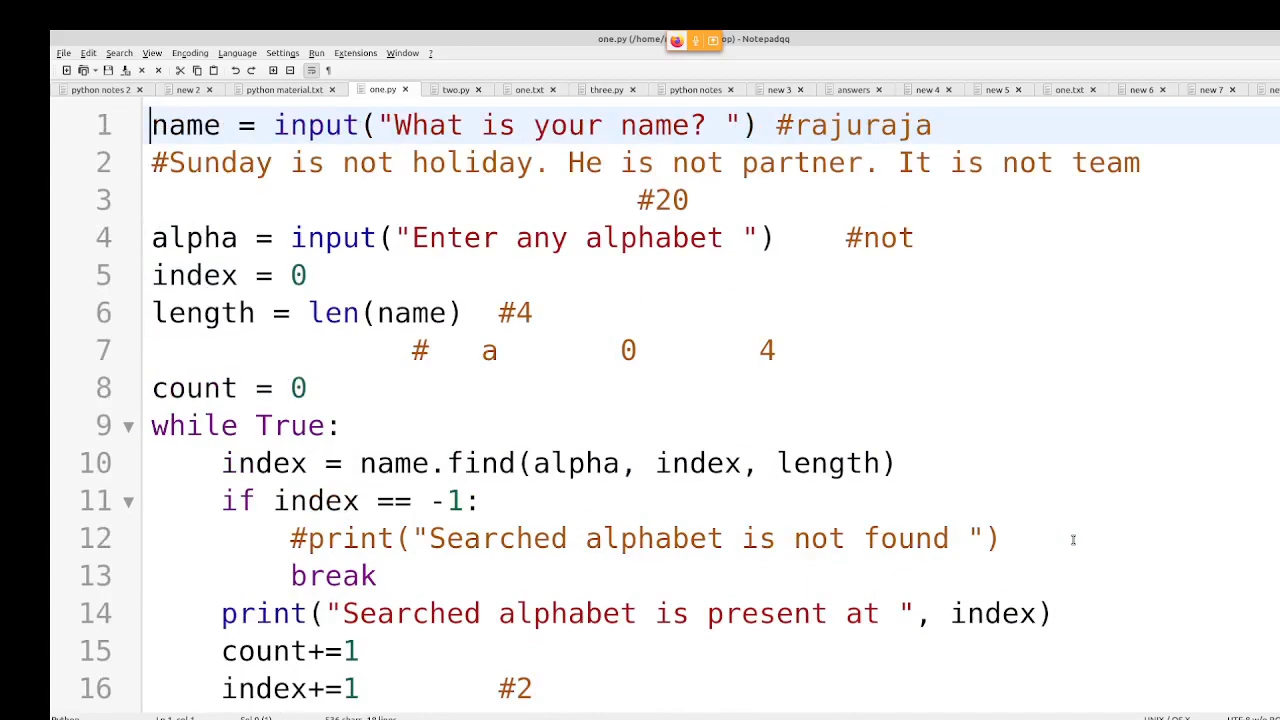 one.py (/home/ op) - Notepadqq
File Edit Search View Encoding Language Settings Run Extensions Window ?
python notes 2 new 2 python material.txt one.py two.py one.txt three.py python notes new 3 answers new 4 new 5 one.txt new 6 new 7
1 name = input("What is your name? ") #rajuraja
2 #Sunday is not holiday. He is not partner. It is not team
3 #20
4 alpha = input("Enter any alphabet ") #not
5 index = 0
6 length = len(name) #4
7 # a 0 4
8 count = 0
9 while True:
10 index = name.find(alpha, index, length)
11 if index == -1:
12 #print("Searched alphabet is not found ")
13 break
14 print("Searched alphabet is present at ", index)
15 count+=1
16 index+=1 #2